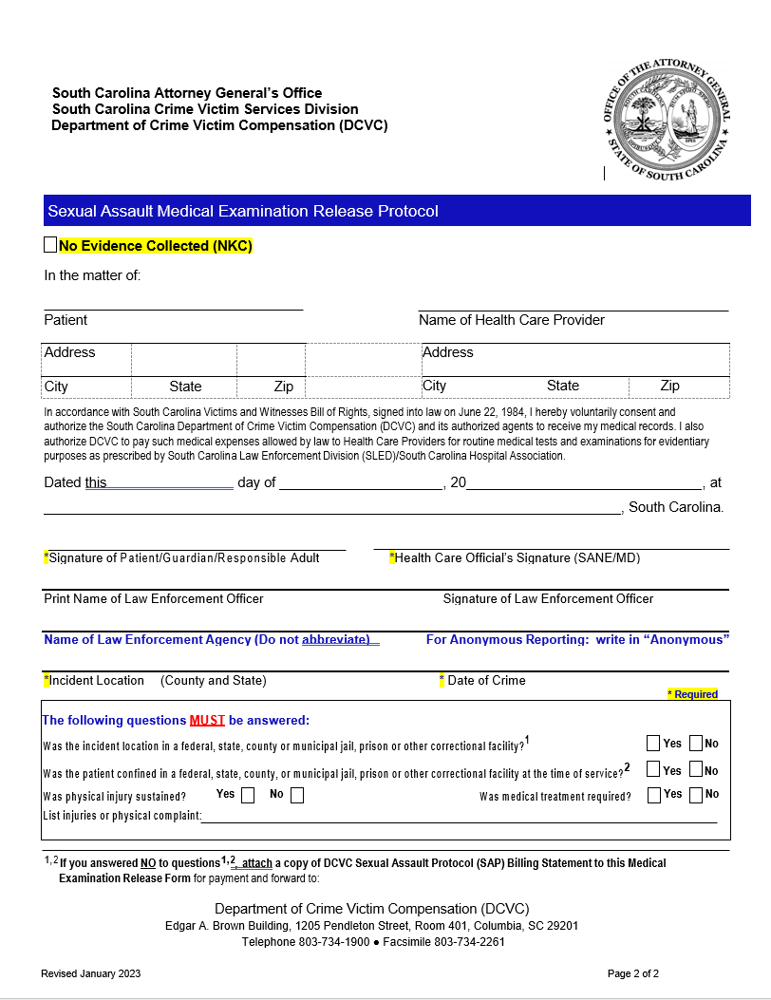 South Carolina Attorney General's Office
South Carolina Crime Victim Services Division
Department of Crime Victim Compensation (DCVC)
OFFICE OF THE ATTORNEY GENERAL
STATE OF SOUTH CAROLINA
Sexual Assault Medical Examination Release Protocol
No Evidence Collected (NKC)
In the matter of:
Patient Name of Health Care Provider
Address Address
City State Zip City State Zip
In accordance with South Carolina Victims and Witnesses Bill of Rights, signed into law on June 22, 1984, I hereby voluntarily consent and
authorize the South Carolina Department of Crime Victim Compensation (DCVC) and its authorized agents to receive my medical records. I also
authorize DCVC to pay such medical expenses allowed by law to Health Care Providers for routine medical tests and examinations for evidentiary
purposes as prescribed by South Carolina Law Enforcement Division (SLED)/South Carolina Hospital Association.
Dated this day of , 20 , at
, South Carolina.
*Signature of Patient/Guardian/Responsible Adult *Health Care Official's Signature (SANE/MD)
Print Name of Law Enforcement Officer Signature of Law Enforcement Officer
Name of Law Enforcement Agency (Do not abbreviate) For Anonymous Reporting: write in “Anonymous”
*Incident Location (County and State) * Date of Crime
* Required
The following questions MUST be answered:
Was the incident location in a federal, state, county or municipal jail, prison or other correctional facility?1 Yes No
Was the patient confined in a federal, state, county, or municipal jail, prison or other correctional facility at the time of service?2 Yes No
Was physical injury sustained? Yes No Was medical treatment required? Yes No
List injuries or physical complaint:
1,2 If you answered NO to questions1,2, attach a copy of DCVC Sexual Assault Protocol (SAP) Billing Statement to this Medical
Examination Release Form for payment and forward to:
Department of Crime Victim Compensation (DCVC)
Edgar A. Brown Building, 1205 Pendleton Street, Room 401, Columbia, SC 29201
Telephone 803-734-1900 ● Facsimile 803-734-2261
Revised January 2023 Page 2 of 2